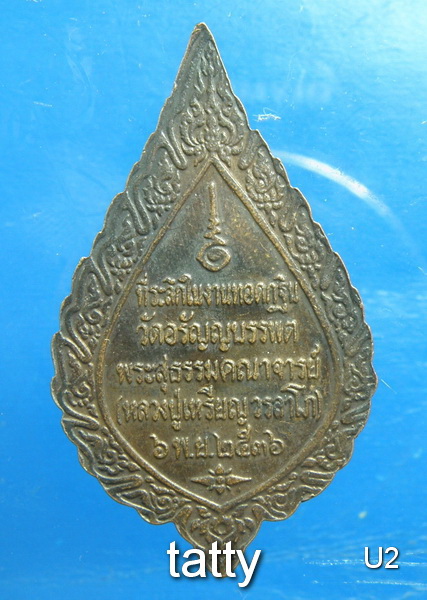 ที่ระลึกในงานทอดกฐิน
วัดอรัญญบรรพต
พระสุธรรมคณาจารย์
(หลวงปู่เหรียญ วรลาโภ)
๖ พ.ย. ๒๕๓๖
tatty
U2